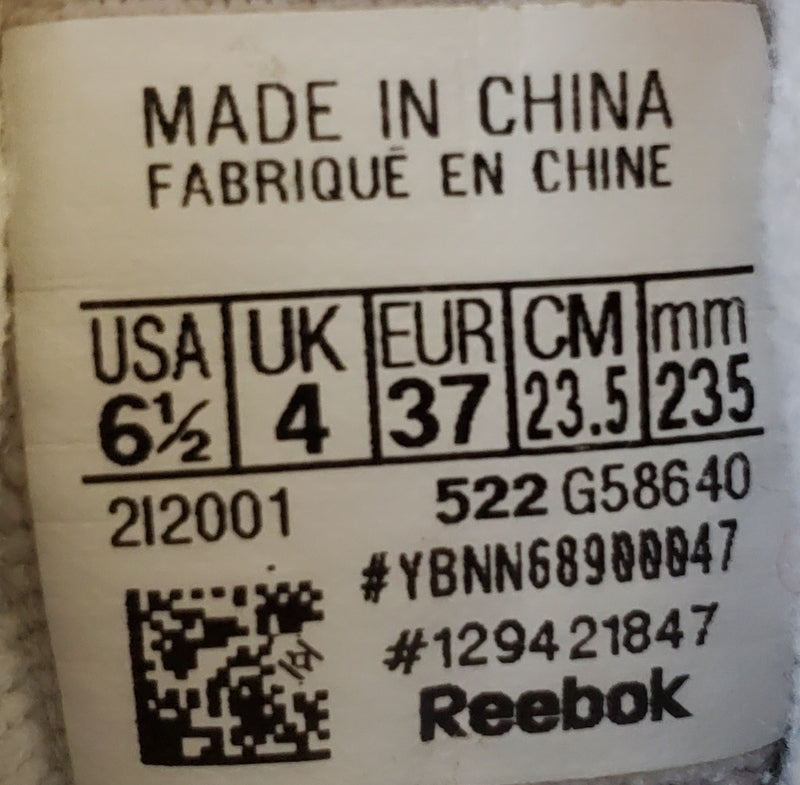 MADE IN CHINA
FABRIQUÉ EN CHINE
USA UK EUR CM mm
6½ 4 37 23.5 235
2I2001 522 G58640
#YBNN68900047
#129421847
Reebok